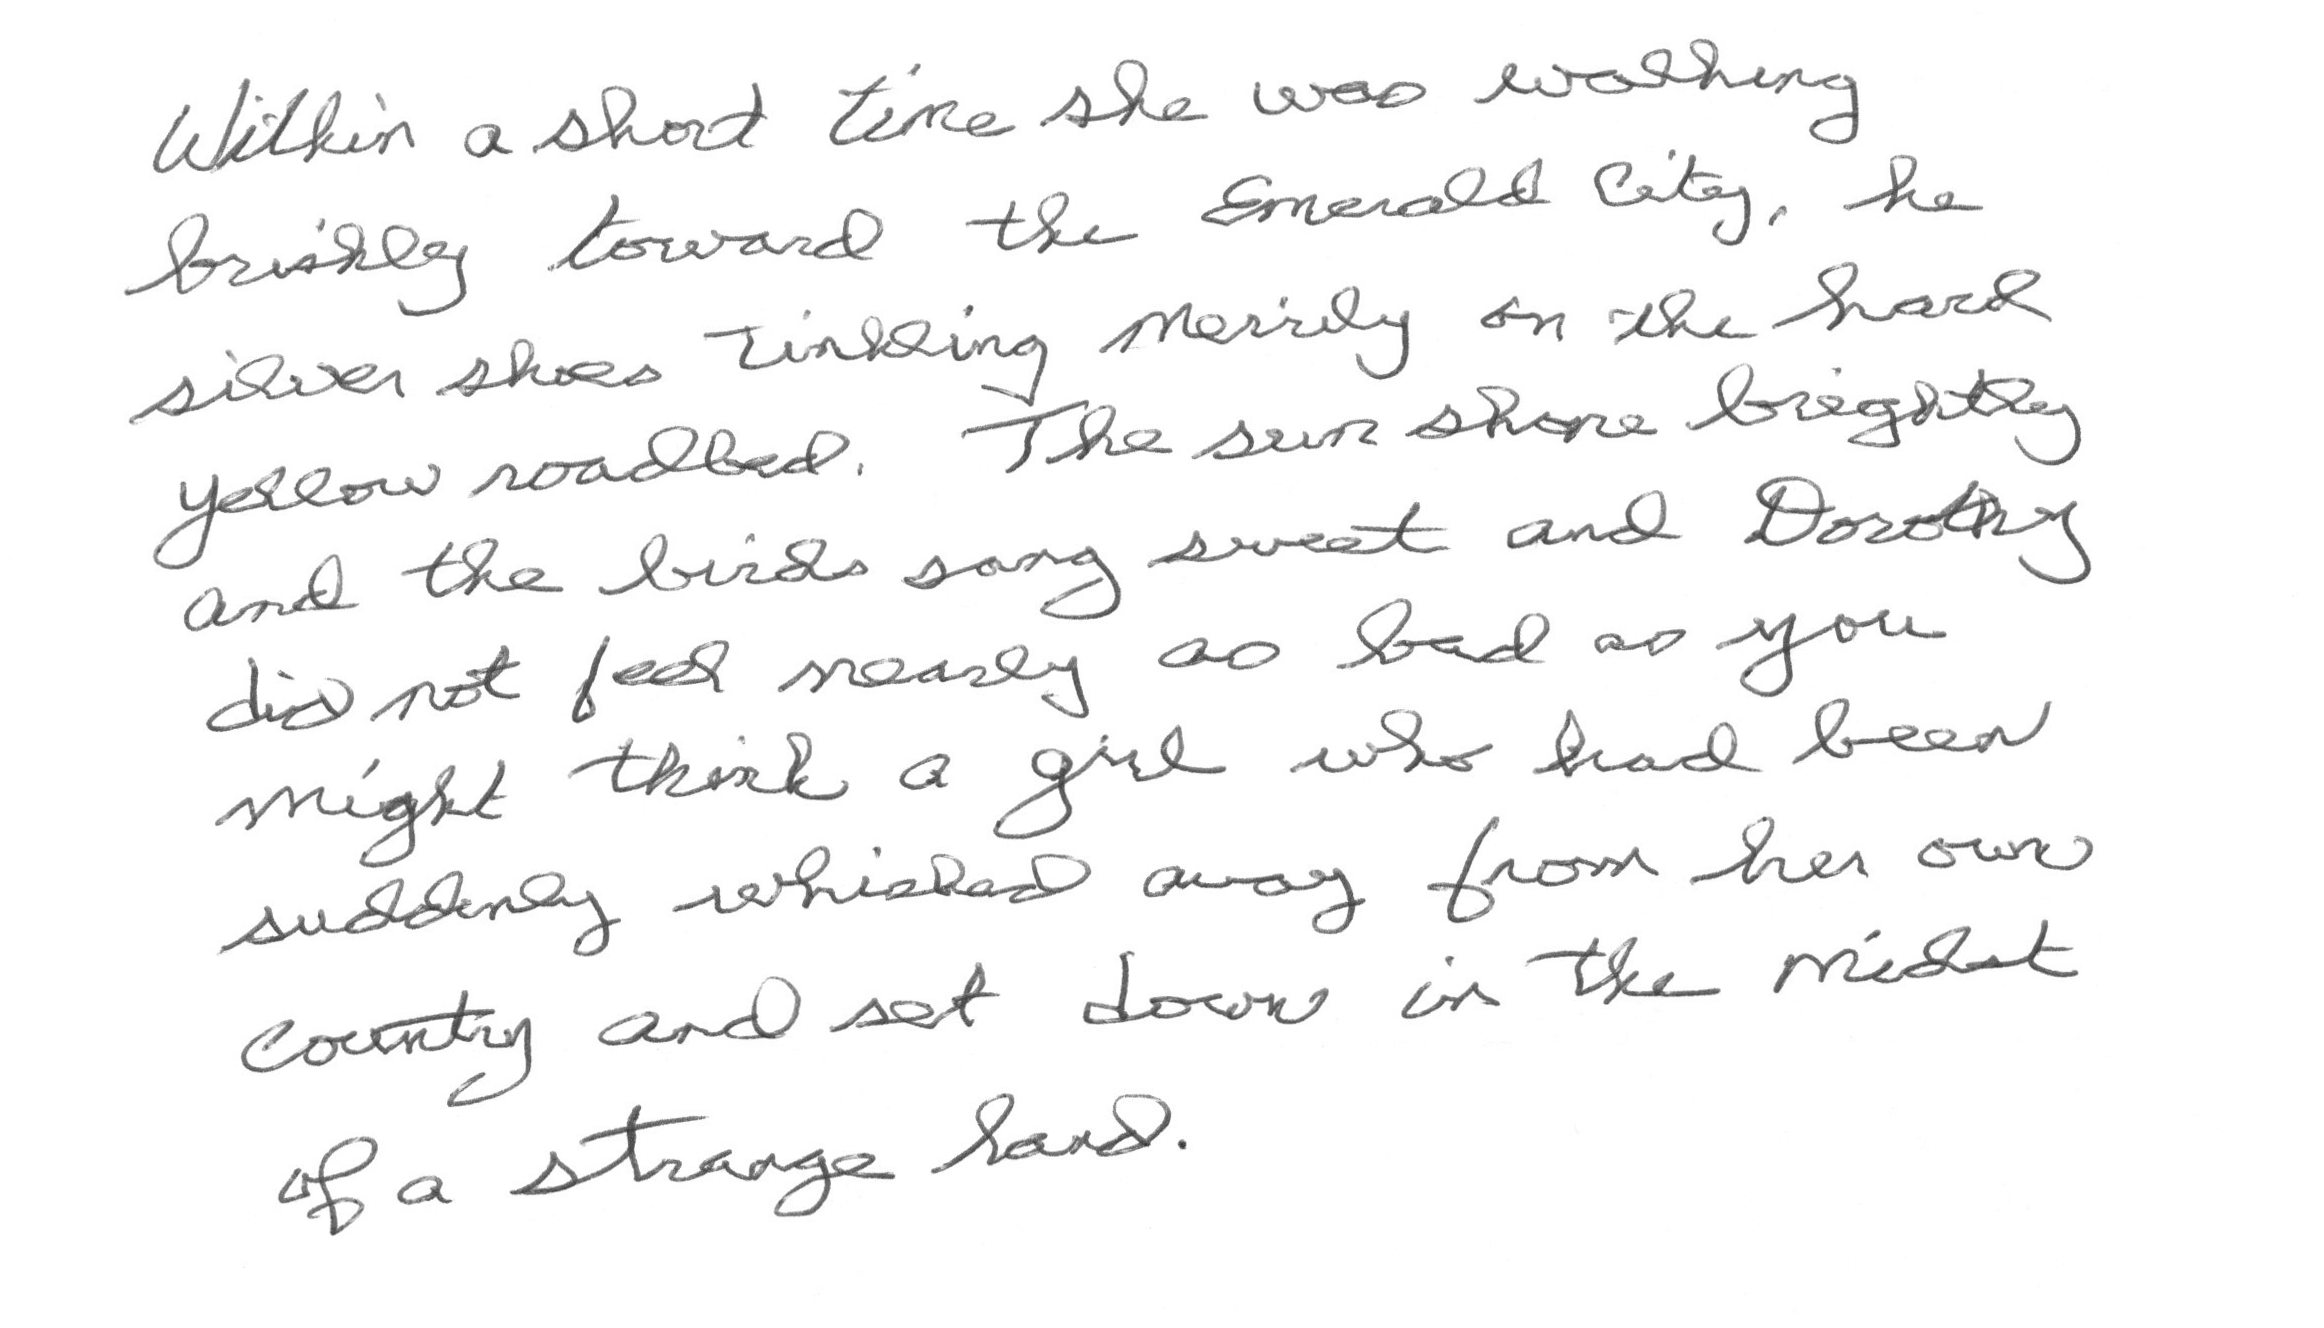 Within a short time she was walking
briskly toward the Emerald City, he
silver shoes tinkling merrily on the hard
yellow roadbed. The sun shone brightly
and the birds sang sweet and Dorothy
did not feel nearly as bad as you
might think a girl who had been
suddenly whisked away from her own
country and set down in the midst
of a strange land.